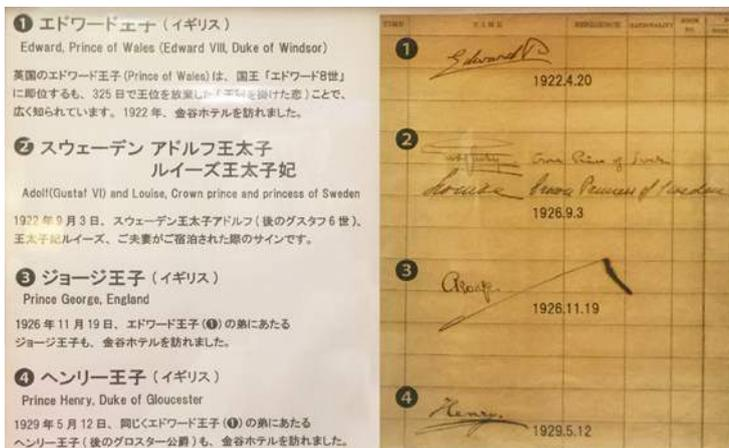 ❶ エドワード王子 (イギリス)
Edward, Prince of Wales (Edward VIII, Duke of Windsor)
英国のエドワード王子(Prince of Wales)は、国王「エドワード8世」
に即位するも、325日で王位を放棄した(王冠を掛けた恋)ことで、
広く知られています。1922年、金谷ホテルを訪れました。
❷ スウェーデン アドルフ王太子
ルイーズ王太子妃
Adolf(Gustaf VI) and Louise, Crown prince and princess of Sweden
1922年9月3日、スウェーデン王太子アドルフ(後のグスタフ6世)、
王太子妃ルイーズ、ご夫妻がご宿泊された際のサインです。
❸ ジョージ王子 (イギリス)
Prince George, England
1926年11月19日、エドワード王子(❶)の弟にあたる
ジョージ王子も、金谷ホテルを訪れました。
❹ ヘンリー王子 (イギリス)
Prince Henry, Duke of Gloucester
1929年5月12日、同じくエドワード王子(❶)の弟にあたる
ヘンリー王子(後のグロスター公爵)も、金谷ホテルを訪れました。
TIME RESIDENCE NATIONALITY ROOM NO.
❶
Edward P
1922.4.20
❷
Crown Prince of Sweden
Louise Crown Princess of Sweden
1926.9.3
❸
George
1926.11.19
❹
Henry
1929.5.12